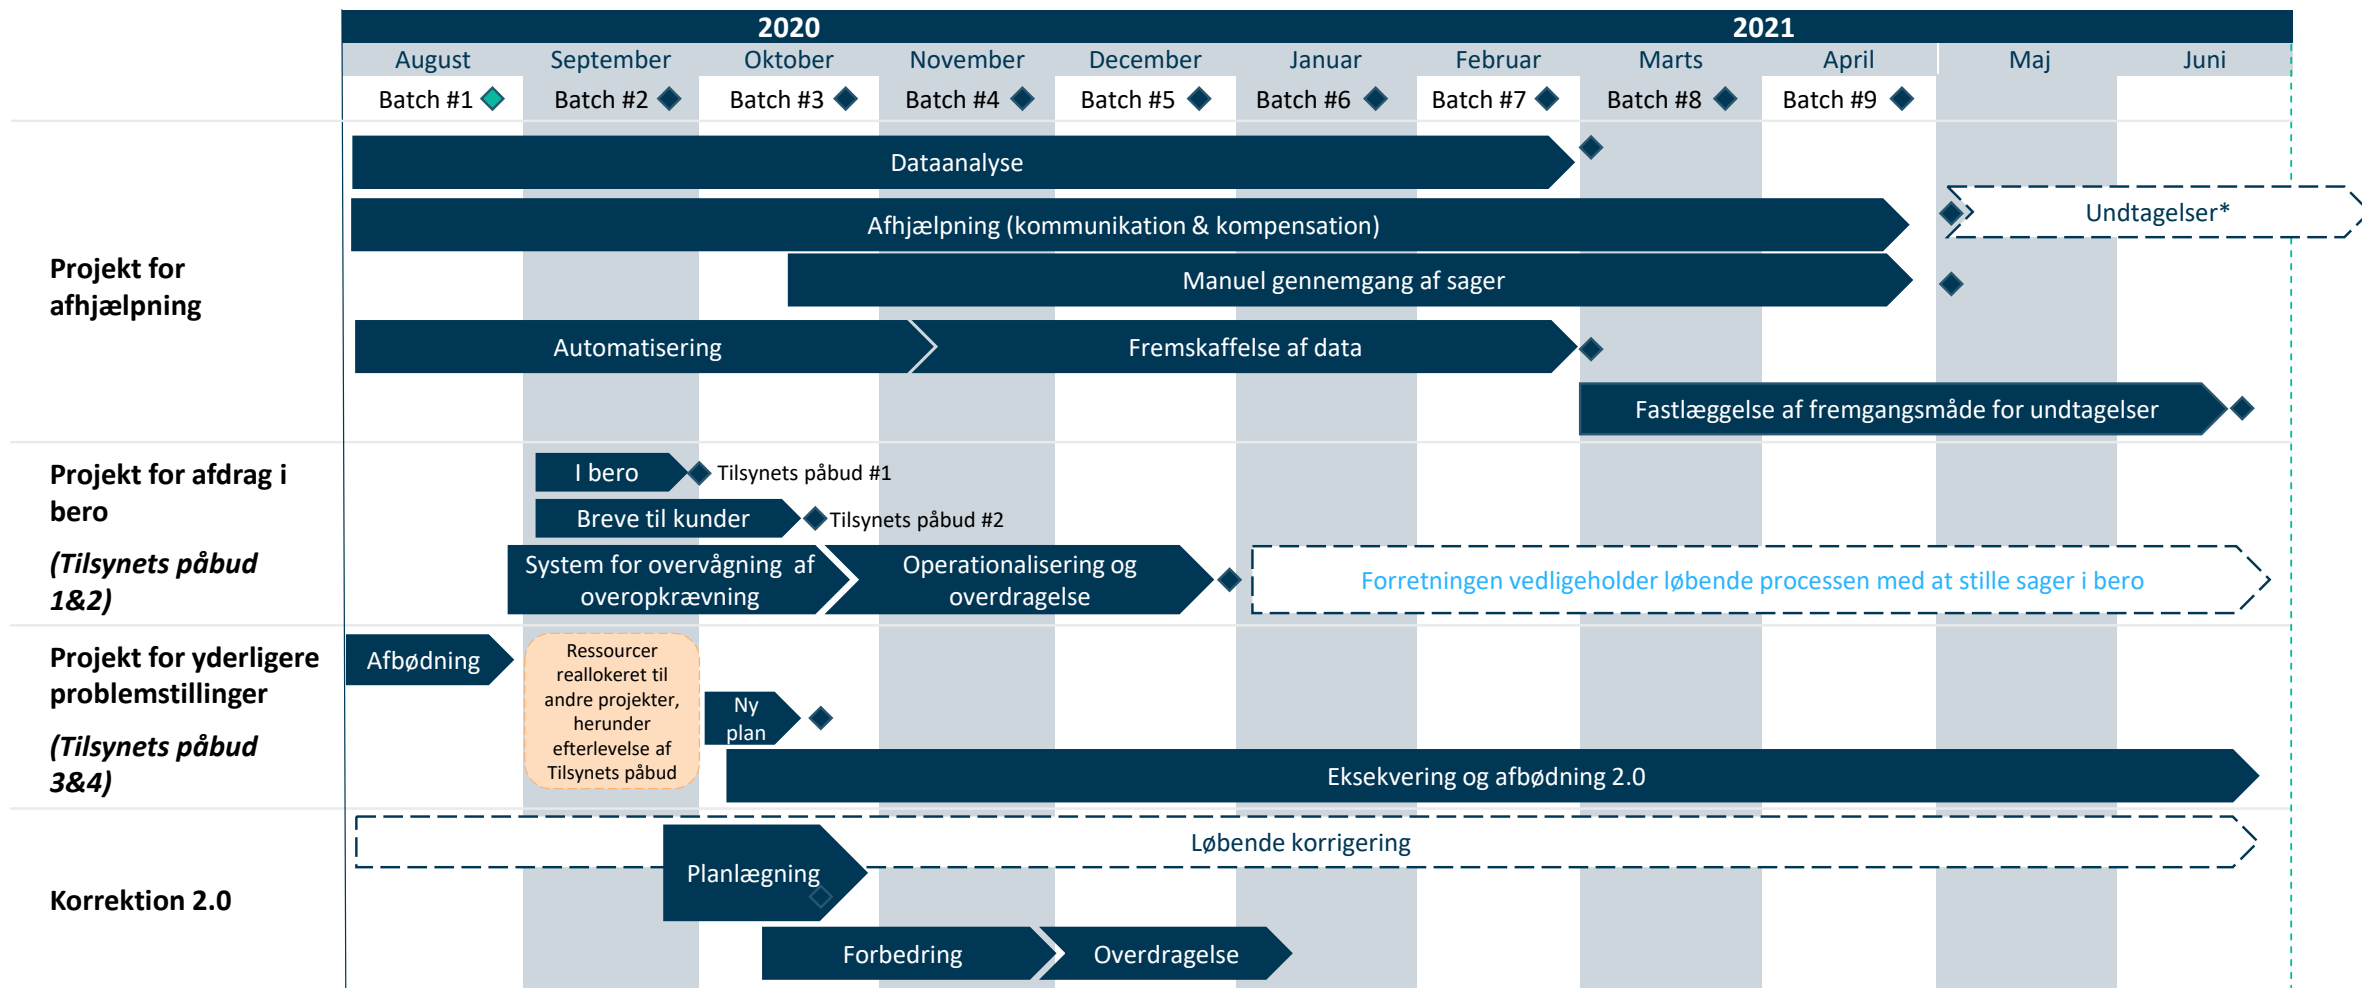 2020
2021
August
September
Oktober
November
December
Januar
Februar
Marts
April
Maj
Juni
Batch #1
Batch #2
Batch #3
Batch #4
Batch #5
Batch #6
Batch #7
Batch #8
Batch #9
Projekt for
afhjælpning
Dataanalyse
Afhjælpning (kommunikation & kompensation)
Undtagelser*
Manuel gennemgang af sager
Automatisering
Fremskaffelse af data
Fastlæggelse af fremgangsmåde for undtagelser
Projekt for afdrag i
bero
(Tilsynets påbud
1&2)
I bero
Tilsynets påbud #1
Breve til kunder
Tilsynets påbud #2
System for overvågning af
overopkrævning
Operationalisering og
overdragelse
Forretningen vedligeholder løbende processen med at stille sager i bero
Projekt for yderligere
problemstillinger
(Tilsynets påbud
3&4)
Afbødning
Ressourcer
reallokeret til
andre projekter,
herunder
efterlevelse af
Tilsynets påbud
Ny
plan
Eksekvering og afbødning 2.0
Korrektion 2.0
Løbende korrigering
Planlægning
Forbedring
Overdragelse